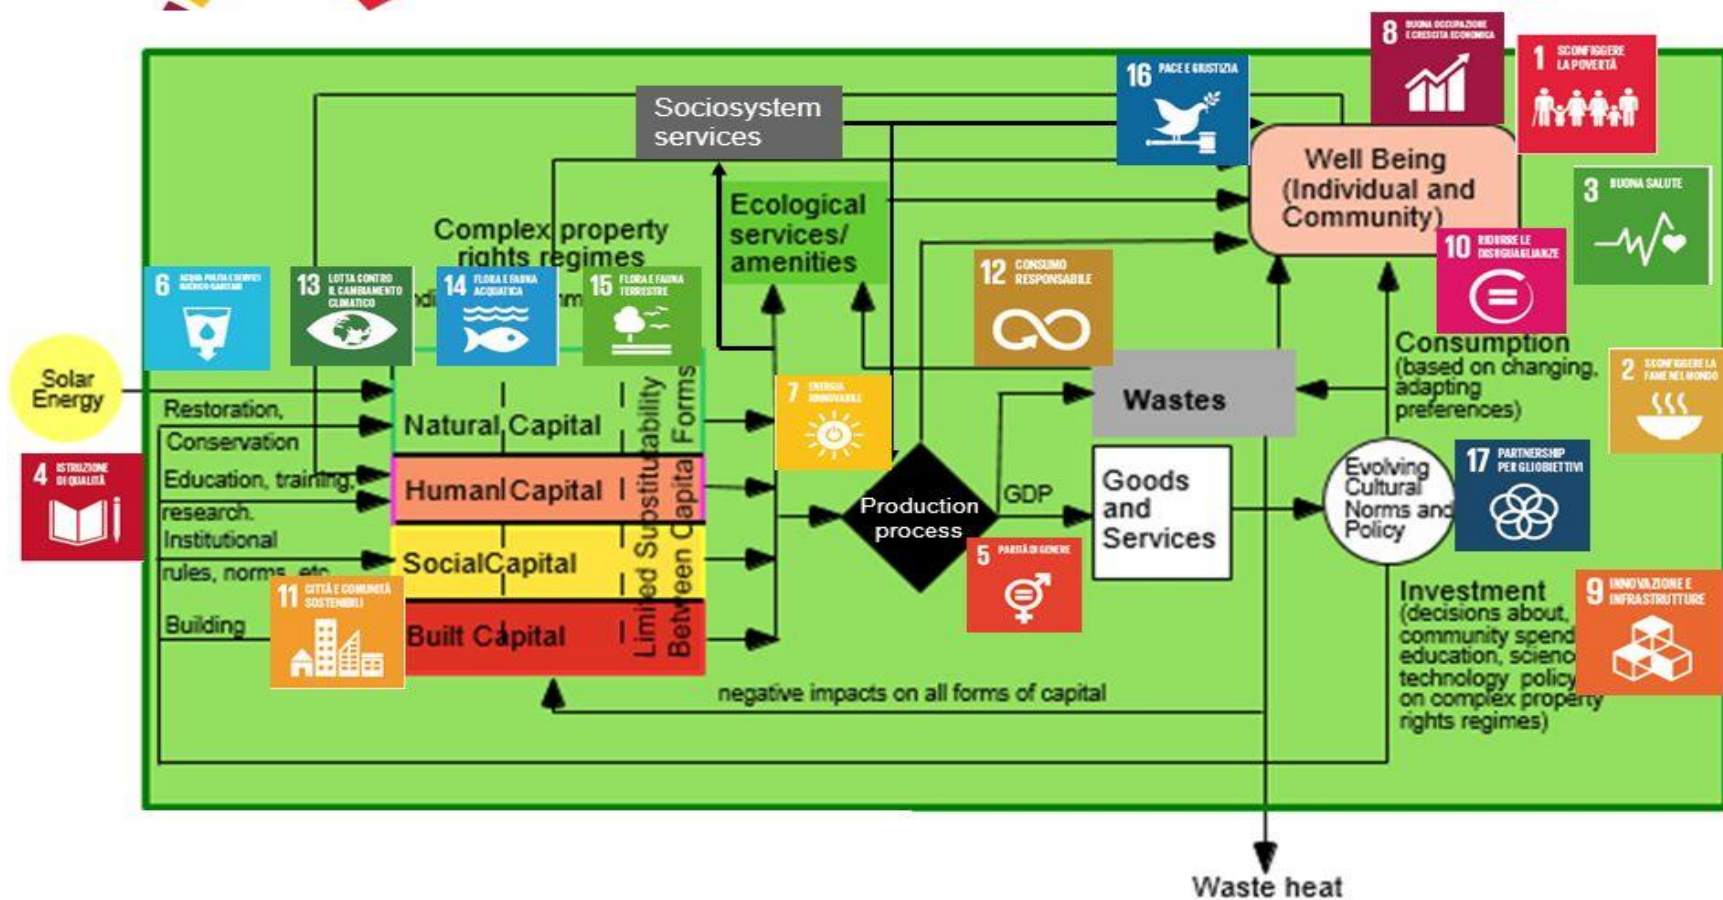 8 BUONA OCCUPAZIONE
E CRESCITA ECONOMICA
1 SCONFIGGERE
LA POVERTÀ
16 PACE E GIUSTIZIA
Sociosystem
services
Well Being
(Individual and
Community)
3 BUONA SALUTE
Ecological
services/
amenities
Complex property
rights regimes
10 RIDURRE LE
DISUGUAGLIANZE
12 CONSUMO
RESPONSABILE
6 ACQUA PULITA E SERVIZI
IGIENICO-SANITARI
13 LOTTA CONTRO
IL CAMBIAMENTO
CLIMATICO
14 FLORA E FAUNA
ACQUATICA
15 FLORA E FAUNA
TERRESTRE
Solar
Energy
Consumption
(based on changing,
adapting
preferences)
2 SCONFIGGERE LA
FAME NEL MONDO
7 ENERGIA
RINNOVABILE
Wastes
Restoration,
Conservation
Natural Capital
Limited Substitutability
Between Capital Forms
4 ISTRUZIONE
DI QUALITÀ
Education, training,
research.
Human Capital
Production
process
GDP
Goods
and
Services
Evolving
Cultural
Norms and
Policy
17 PARTNERSHIP
PER GLI OBIETTIVI
Institutional
rules, norms, etc.
SocialCapital
5 PARITÀ DI GENERE
11 CITTÀ E COMUNITÀ
SOSTENIBILI
Building
Built Capital
Investment
(decisions about,
community spend
education, scienc
technology policy
on complex property
rights regimes)
9 INNOVAZIONE E
INFRASTRUTTURE
negative impacts on all forms of capital
Waste heat